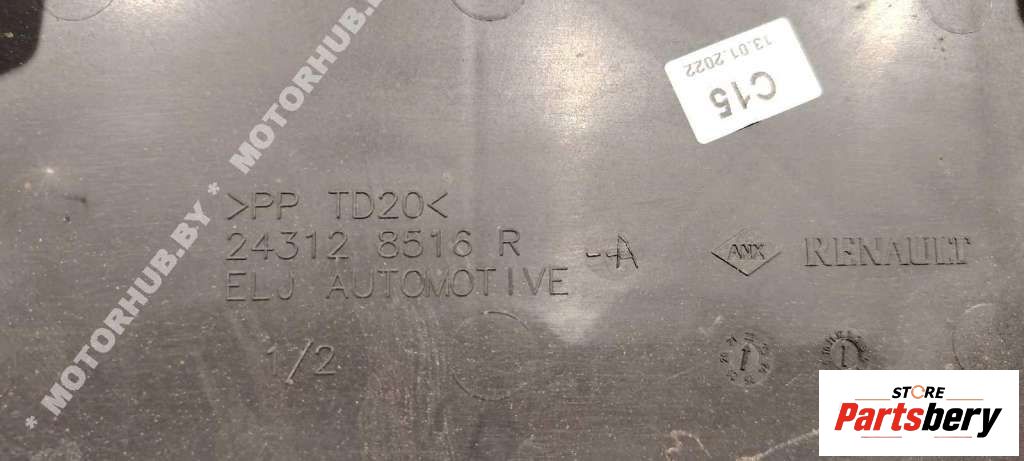 13.01.2022
C15
* MOTORHUB.BY * MOTORHUB.BY
>PP TD20<
24312 8516 R -A
ELJ AUTOMOTIVE
1/2
ANX RENAULT
STORE
Partsbery